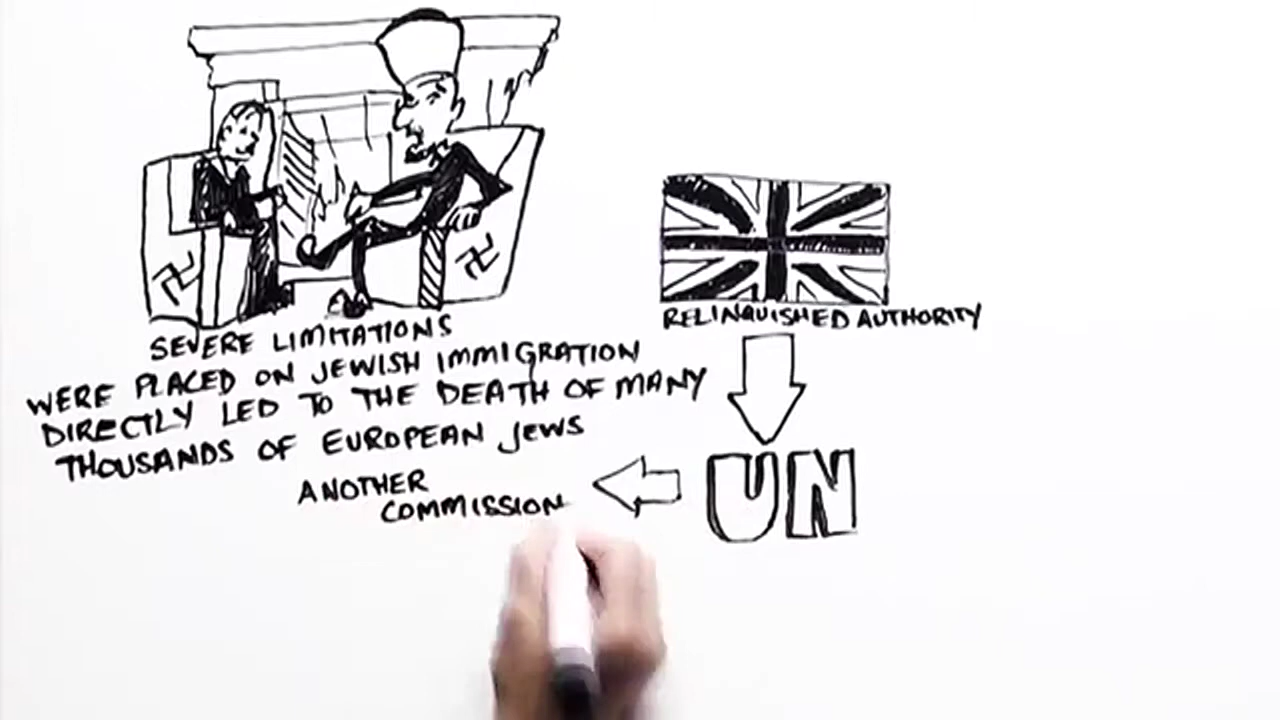 SEVERE LIMITATIONS
WERE PLACED ON JEWISH IMMIGRATION
DIRECTLY LED TO THE DEATH OF MANY
THOUSANDS OF EUROPEAN JEWS
RELINQUISHED AUTHORITY
UN
ANOTHER
COMMISSION